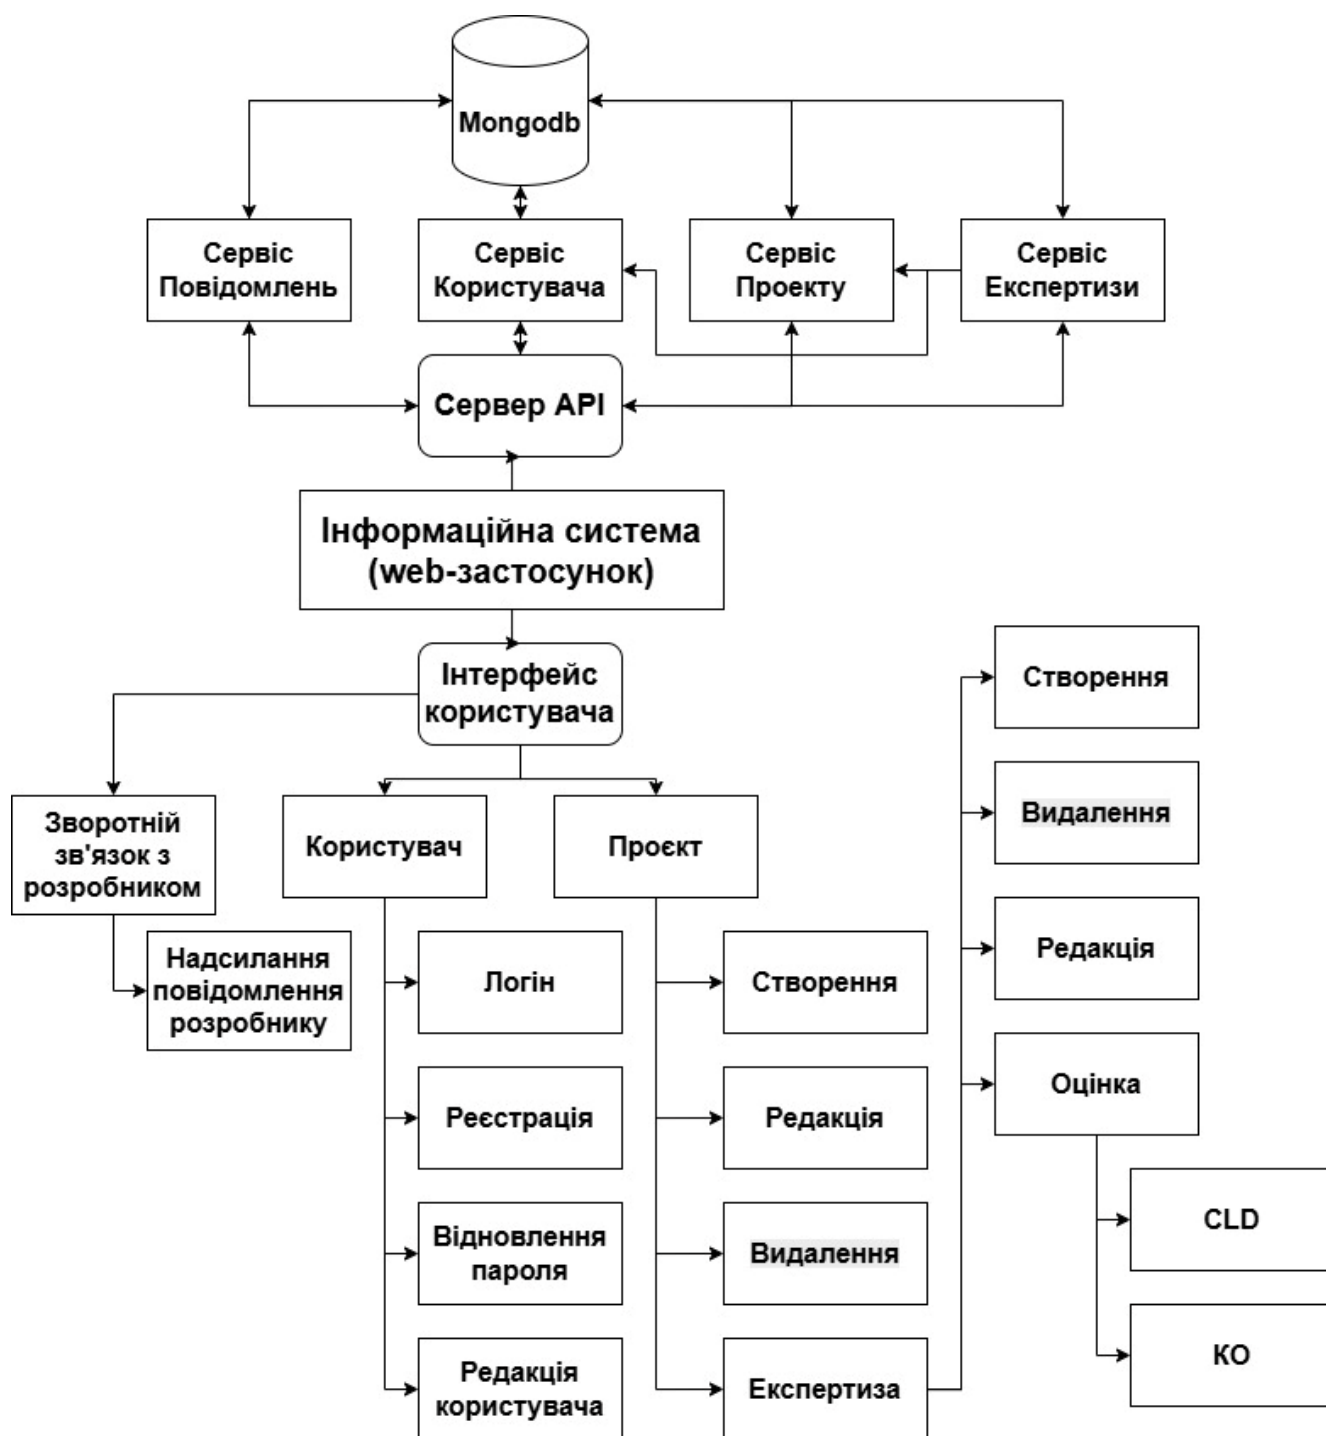 Mongodb
Сервіс
Повідомлень
Сервіс
Користувача
Сервіс
Проекту
Сервіс
Експертизи
Сервер API
Інформаційна система
(web-застосунок)
Інтерфейс
користувача
Зворотній
зв'язок з
розробником
Надсилання
повідомлення
розробнику
Користувач
Логін
Реєстрація
Відновлення
пароля
Редакція
користувача
Проєкт
Створення
Редакція
Видалення
Експертиза
Створення
Видалення
Редакція
Оцінка
CLD
КО